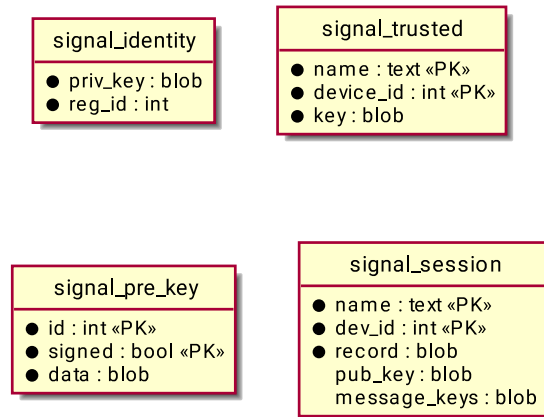 signal_identity
● priv_key : blob
● reg_id : int
signal_trusted
● name : text «PK»
● device_id : int «PK»
● key : blob
signal_pre_key
● id : int «PK»
● signed : bool «PK»
● data : blob
signal_session
● name : text «PK»
● dev_id : int «PK»
● record : blob
pub_key : blob
message_keys : blob